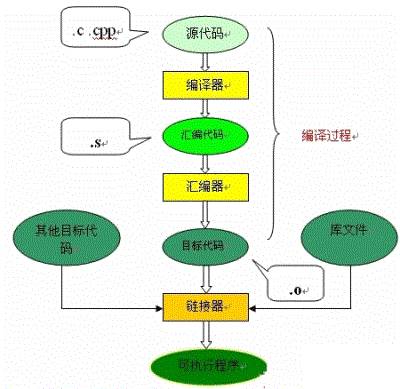 .c .cpp
源代码
编译器
.s
汇编代码
编译过程
汇编器
其他目标代
码
目标代码
库文件
.o
链接器
可执行程序